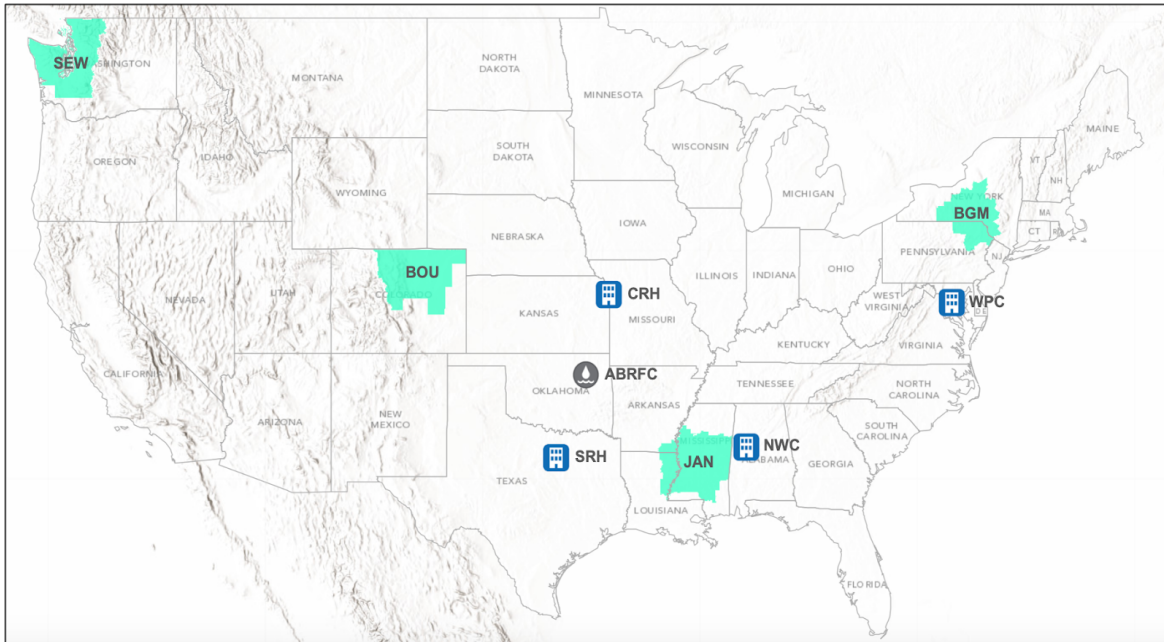 SEW
ASHINGTON
MONTANA
NORTH
DAKOTA
MINNESOTA
MAINE
OREGON
IDAHO
SOUTH
DAKOTA
WISCONSIN
MICHIGAN
VT
NH
NEW YORK
BGM
MA
CT
WYOMING
IOWA
NEBRASKA
PENNSYLVANIA
NJ
NEVADA
UTAH
BOU
COLORADO
KANSAS
CRH
MISSOURI
ILLINOIS
INDIANA
OHIO
WEST
VIRGINIA
WPC
DE
VIRGINIA
KENTUCKY
CALIFORNIA
ARIZONA
NEW
MEXICO
OKLAHOMA
ABRFC
ARKANSAS
TENNESSEE
NORTH
CAROLINA
SOUTH
CAROLINA
TEXAS
SRH
JAN
MISSISSIPP
NWC
ALABAMA
GEORGIA
LOUISIANA
FLORIDA